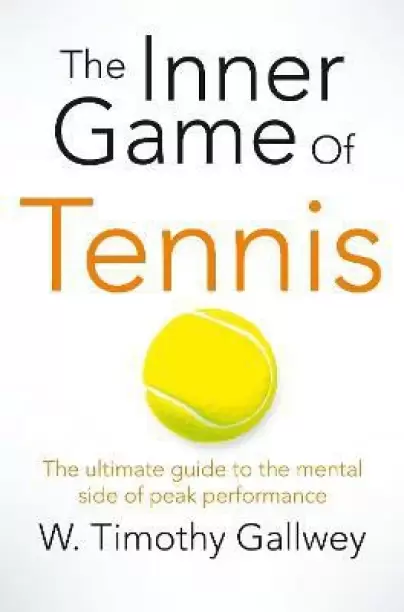 The Inner
Game Of
Tennis
The ultimate guide to the mental
side of peak performance
W. Timothy Gallwey